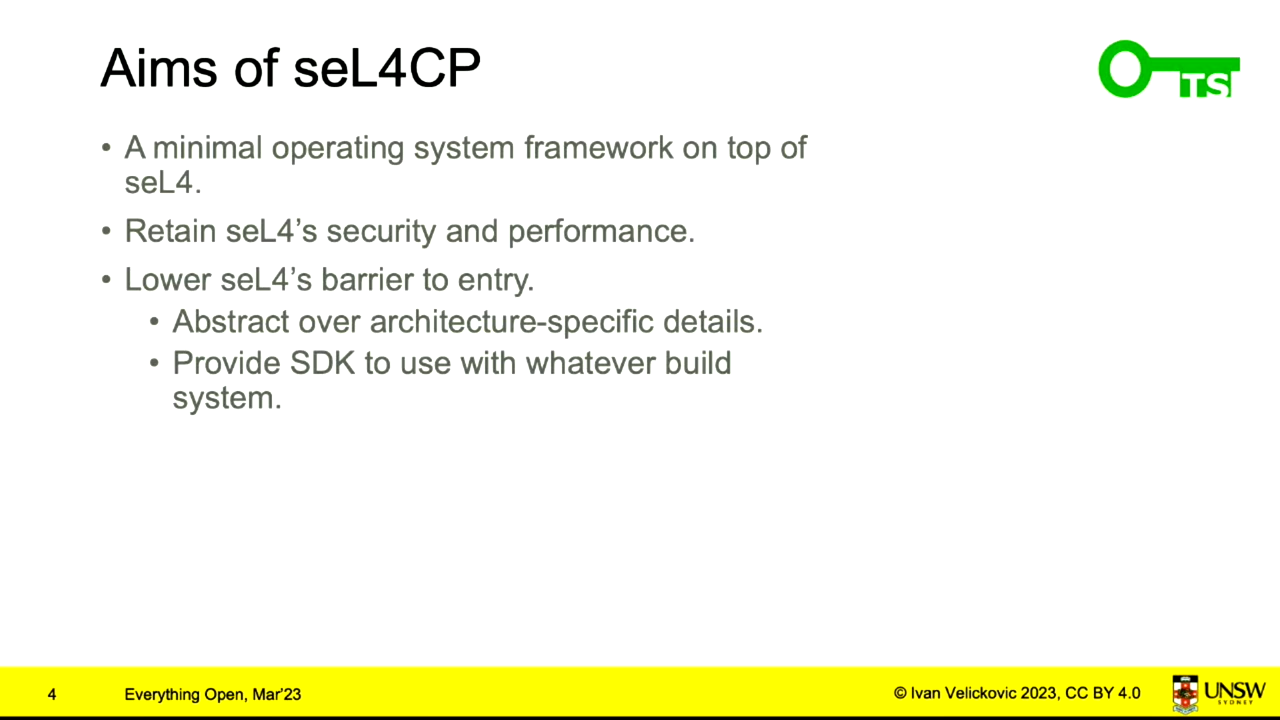 Aims of seL4CP
TS
• A minimal operating system framework on top of
seL4.
• Retain seL4’s security and performance.
• Lower seL4’s barrier to entry.
• Abstract over architecture-specific details.
• Provide SDK to use with whatever build
system.
4
Everything Open, Mar’23
© Ivan Velickovic 2023, CC BY 4.0
UNSW
SYDNEY